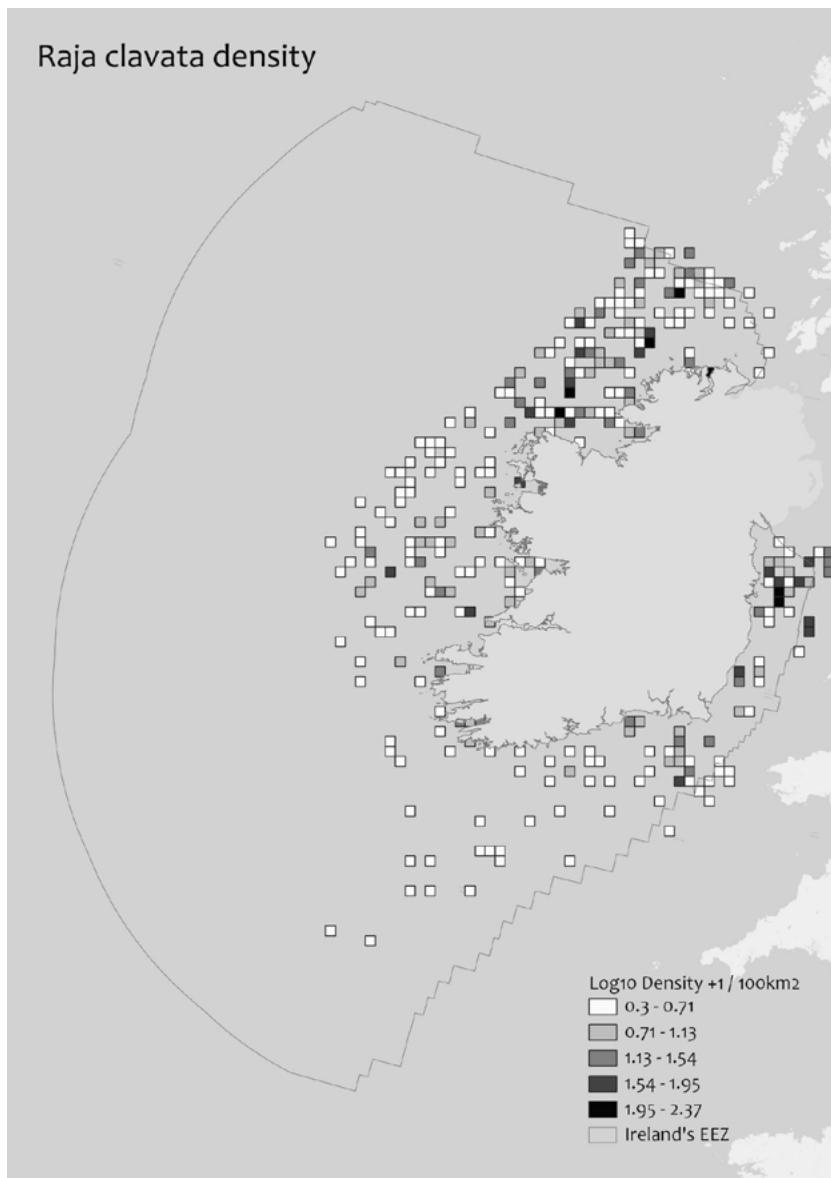 Raja clavata density
Log10 Density +1 / 100km2
0.3 - 0.71
0.71 - 1.13
1.13 - 1.54
1.54 - 1.95
1.95 - 2.37
Ireland's EEZ